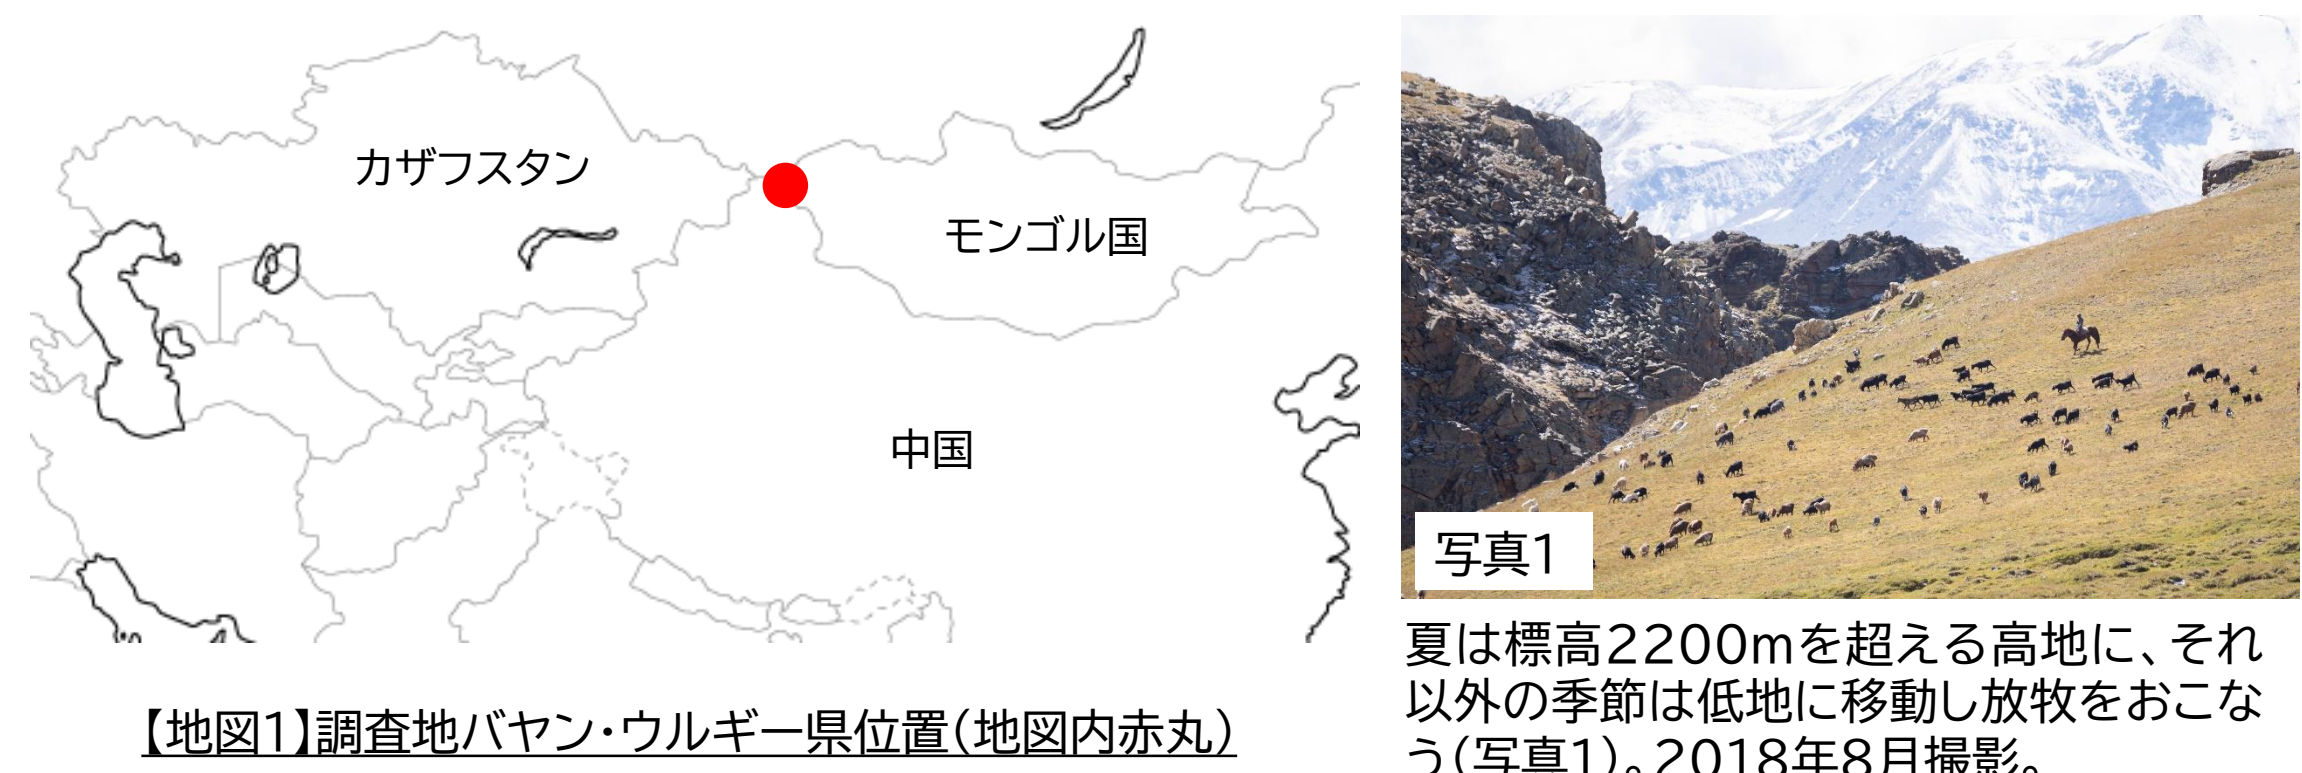 カザフスタン
モンゴル国
中国
【地図1】調査地バヤン・ウルギー県位置(地図内赤丸)
写真1
夏は標高2200mを超える高地に、それ
以外の季節は低地に移動し放牧をおこな
う(写真1)。2018年8月撮影。